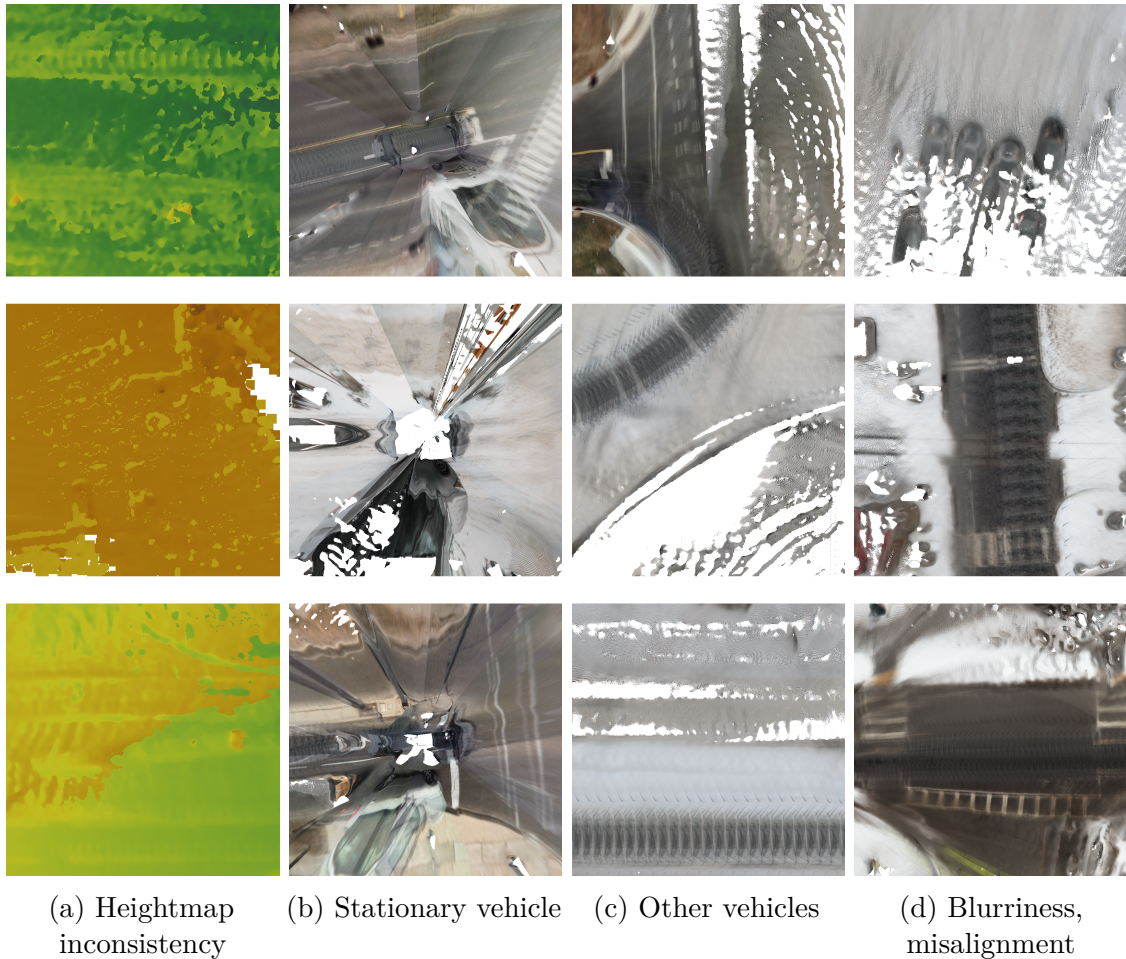 (a) Heightmap
inconsistency
(b) Stationary vehicle
(c) Other vehicles
(d) Blurriness,
misalignment